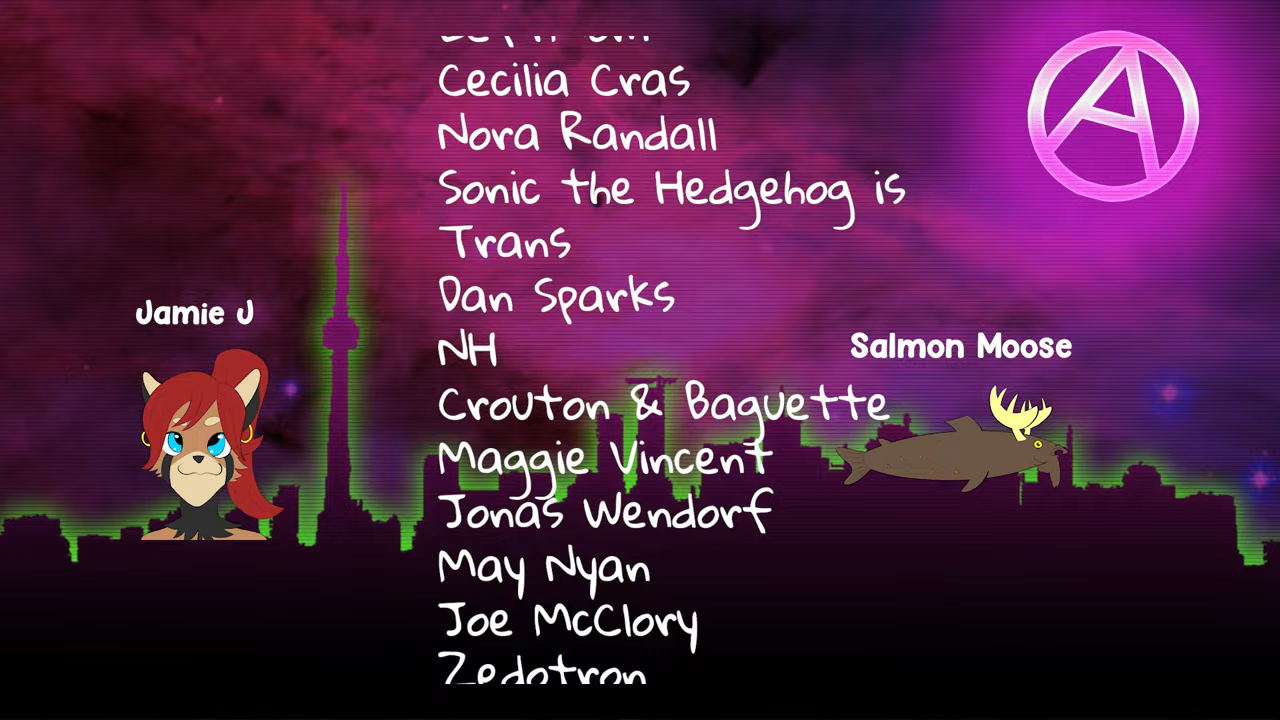 Cecilia Cras
Nora Randall
Sonic the Hedgehog is
Trans
Dan Sparks
NH
Crouton & Baguette
Maggie Vincent
Jonas Wendorf
May Nyan
Joe McClory
Zedotron
Jamie J
Salmon Moose